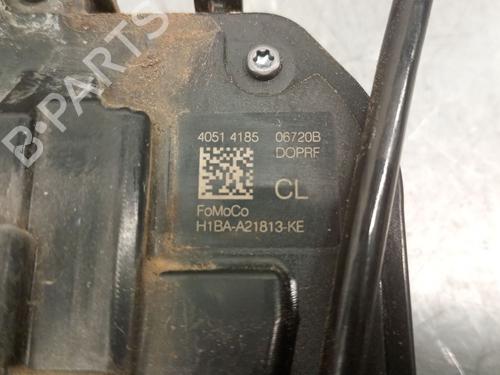 B-PARTS
4051 4185 06720B
DOPRF
CL
FoMoCo
H1BA-A21813-KE